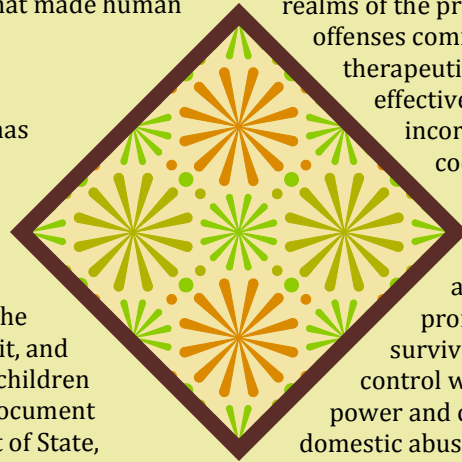 hat made human
has
he
it, and
children
ocument
t of State,
realms of the pr
offenses com
therapeuti
effective
incor
co
a
pro
surviv
control w
power and c
domestic abus